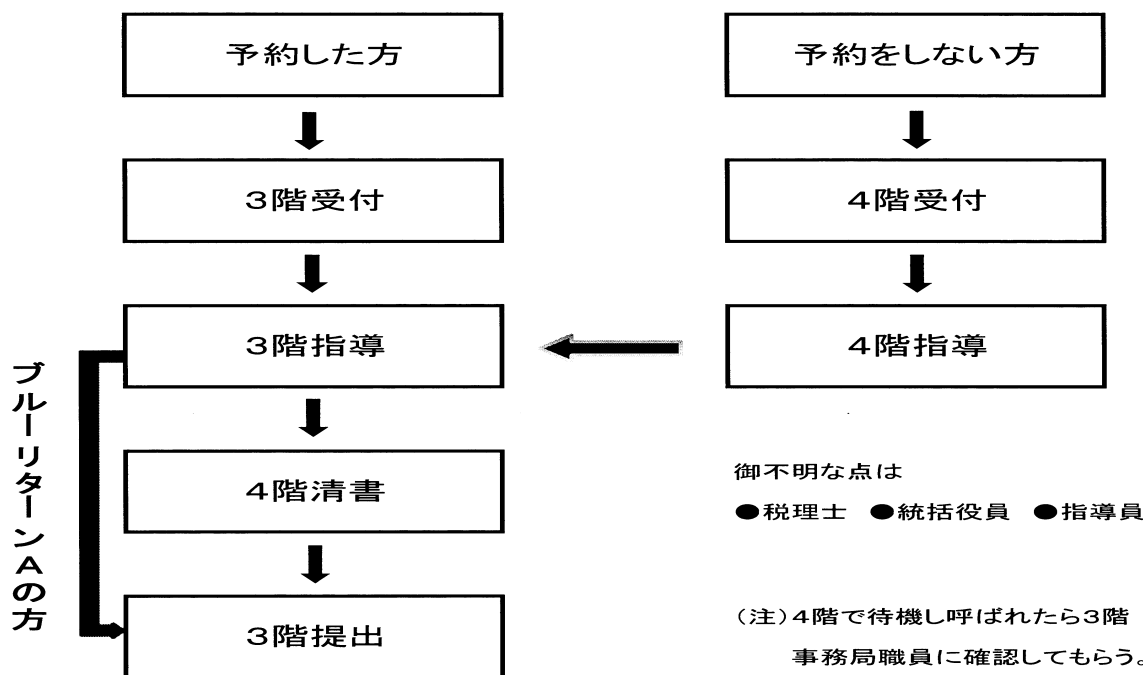 予約した方
予約をしない方
3階受付
4階受付
3階指導
4階指導
ブルーリターンAの方
4階清書
御不明な点は
●税理士 ●統括役員 ●指導員
3階提出
(注)4階で待機し呼ばれたら3階
事務局職員に確認してもらう。